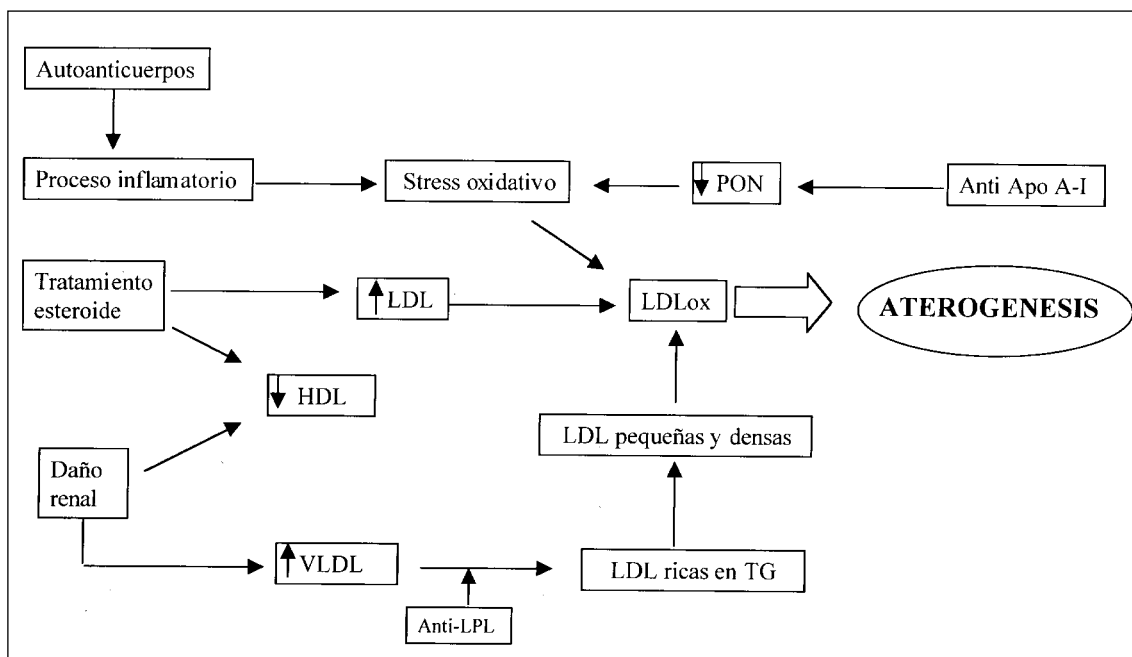 Autoanticuerpos
Proceso inflamatorio
Stress oxidativo
↓ PON
Anti Apo A-I
Tratamiento
esteroide
↑ LDL
LDLox
ATEROGENESIS
↓ HDL
LDL pequeñas y densas
Daño
renal
↑ VLDL
LDL ricas en TG
Anti-LPL